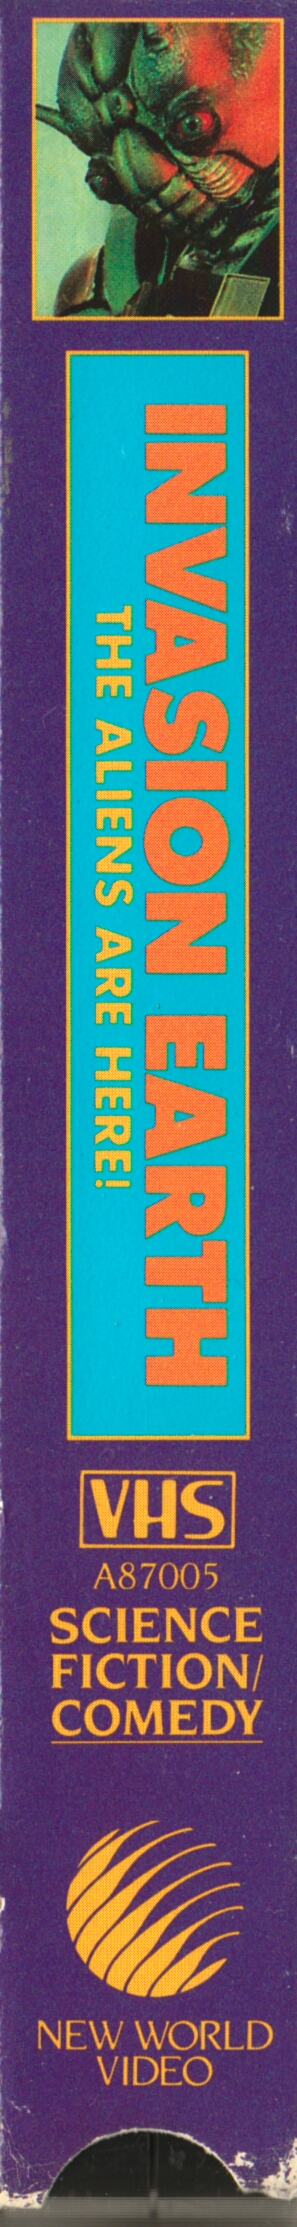 INVASION EARTH
THE ALIENS ARE HERE!
VHS
A87005
SCIENCE
FICTION/
COMEDY
NEW WORLD
VIDEO